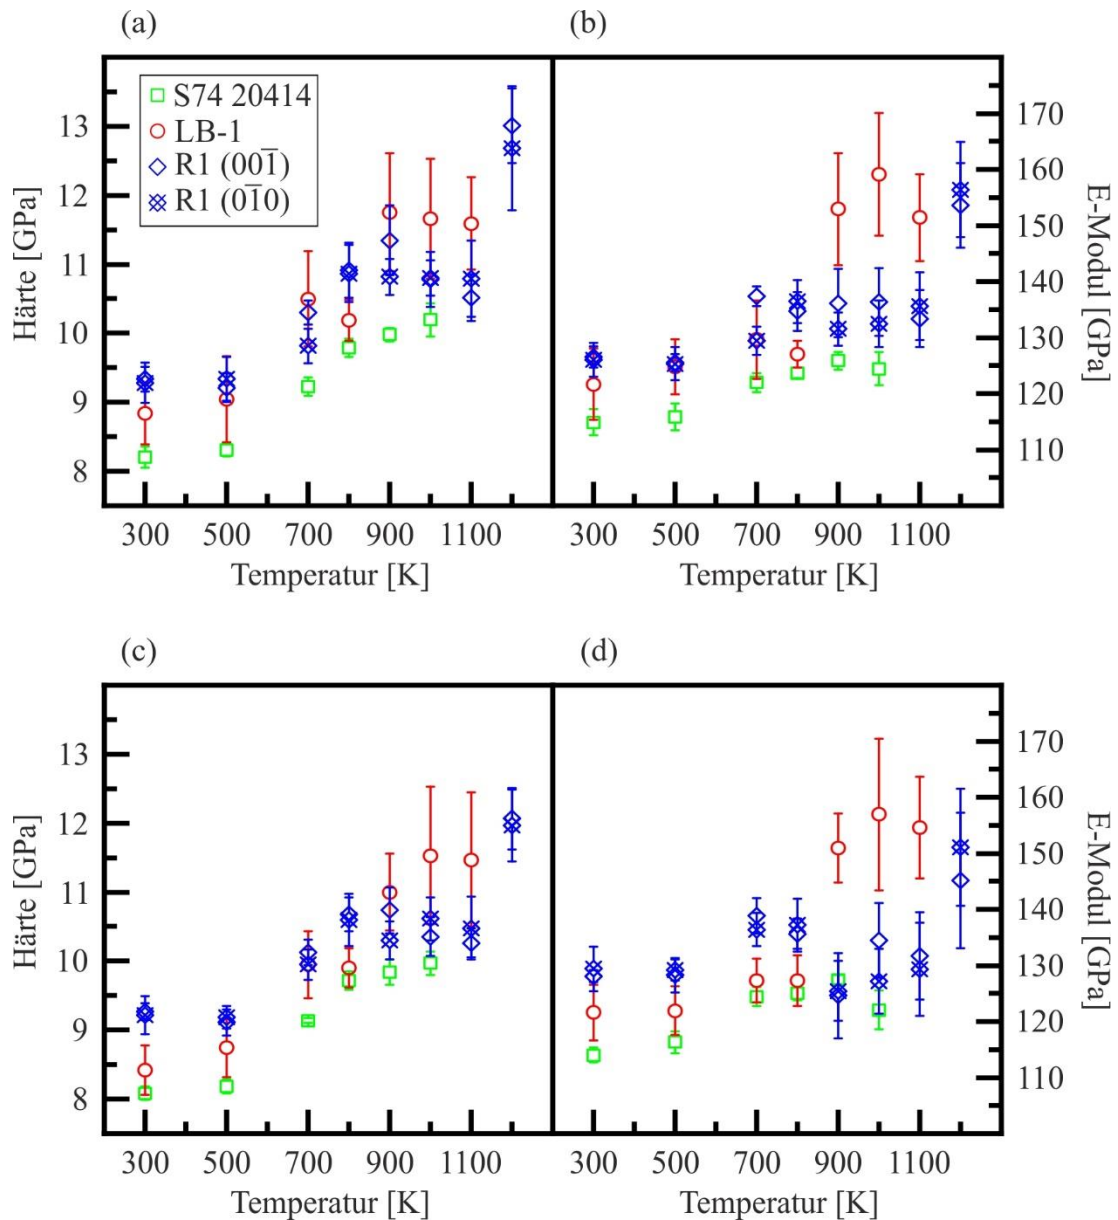 (a)
(b)
S74 20414
LB-1
R1 (001̅)
R1 (01̅0)
13
12
11
10
9
8
Härte [GPa]
170
160
150
140
130
120
110
E-Modul [GPa]
300 500 700 900 1100
300 500 700 900 1100
Temperatur [K]
Temperatur [K]
(c)
(d)
13
12
11
10
9
8
Härte [GPa]
170
160
150
140
130
120
110
E-Modul [GPa]
300 500 700 900 1100
300 500 700 900 1100
Temperatur [K]
Temperatur [K]